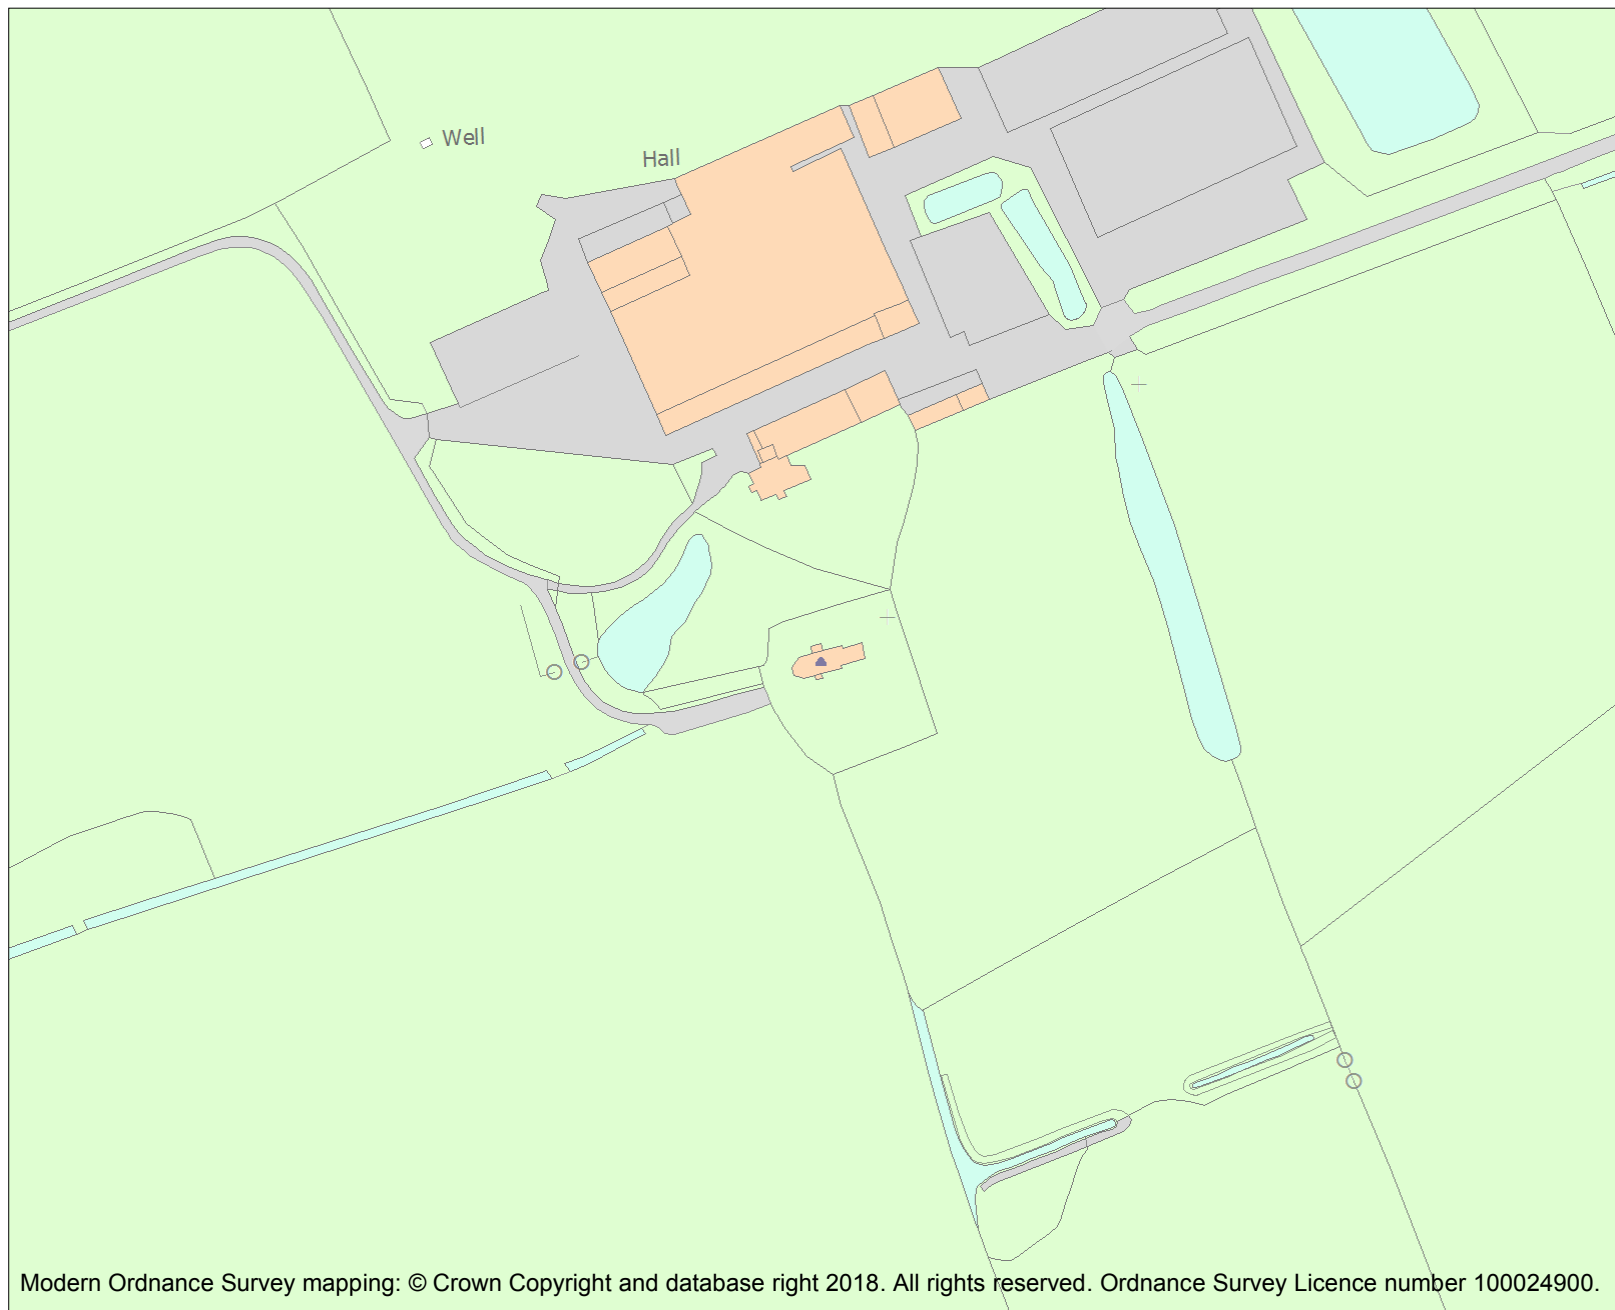 Well
Hall
Modern Ordnance Survey mapping: © Crown Copyright and database right 2018. All rights reserved. Ordnance Survey Licence number 100024900.